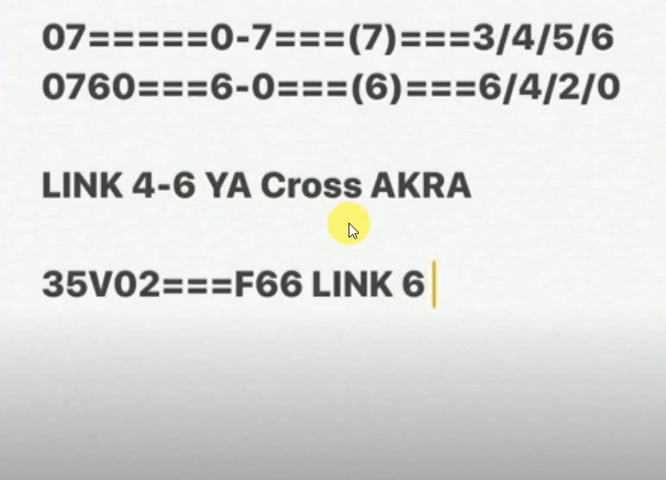 07=====0-7===(7)===3/4/5/6
0760===6-0===(6)===6/4/2/0
LINK 4-6 YA Cross AKRA
35V02===F66 LINK 6